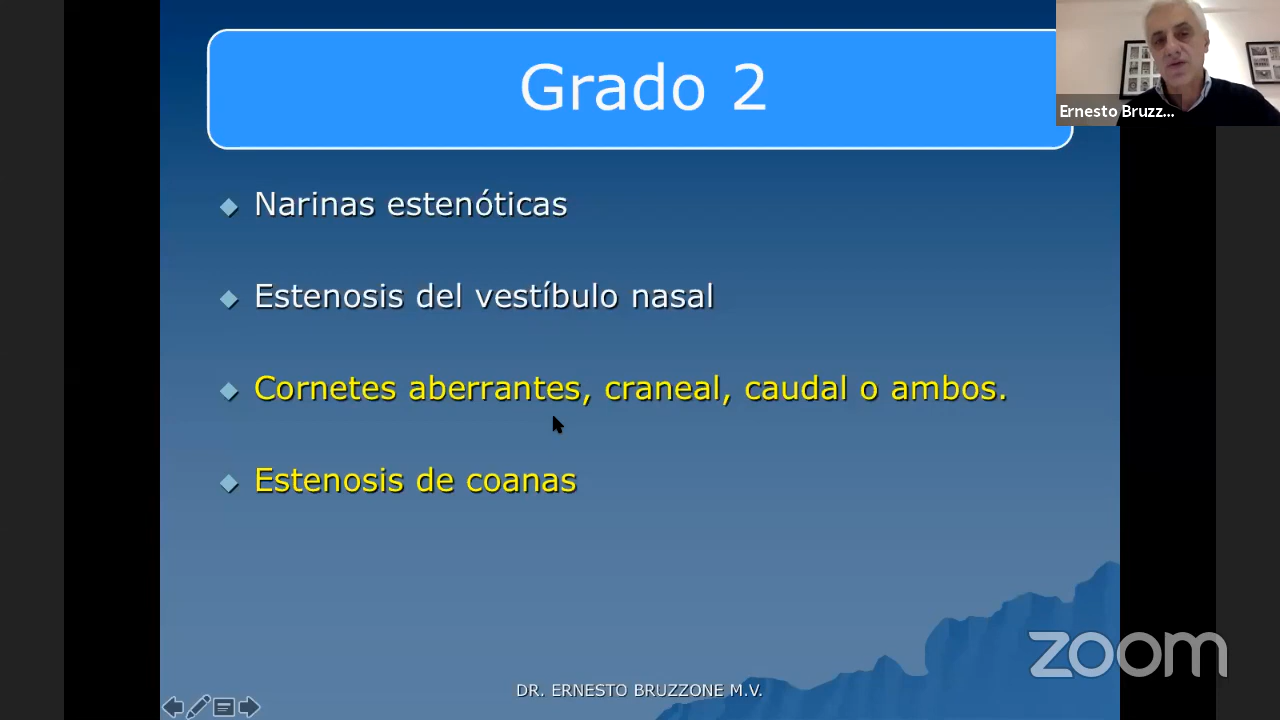 Grado 2
Ernesto Bruzz...
Narinas estenóticas
Estenosis del vestíbulo nasal
Cornetes aberrantes, craneal, caudal o ambos.
Estenosis de coanas
zoom
DR. ERNESTO BRUZZONE M.V.